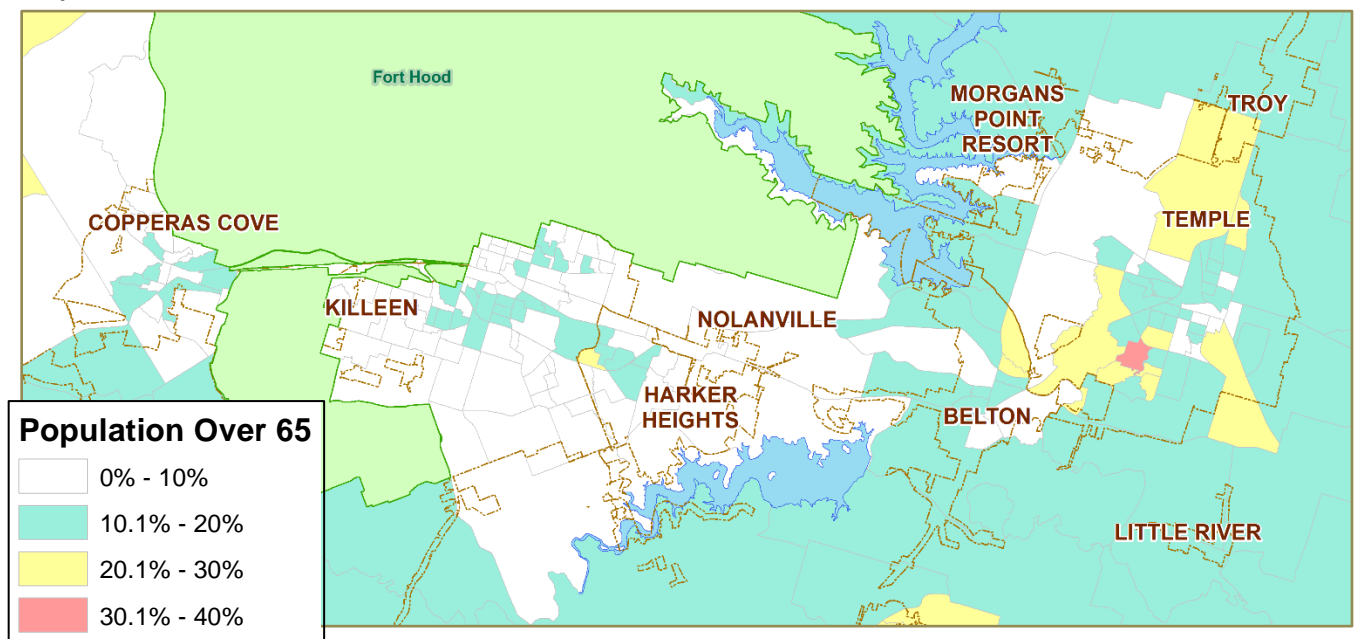 Fort Hood
MORGANS
POINT
RESORT
TROY
COPPERAS COVE
TEMPLE
KILLEEN
NOLANVILLE
HARKER
HEIGHTS
BELTON
LITTLE RIVER
Population Over 65
0% - 10%
10.1% - 20%
20.1% - 30%
30.1% - 40%